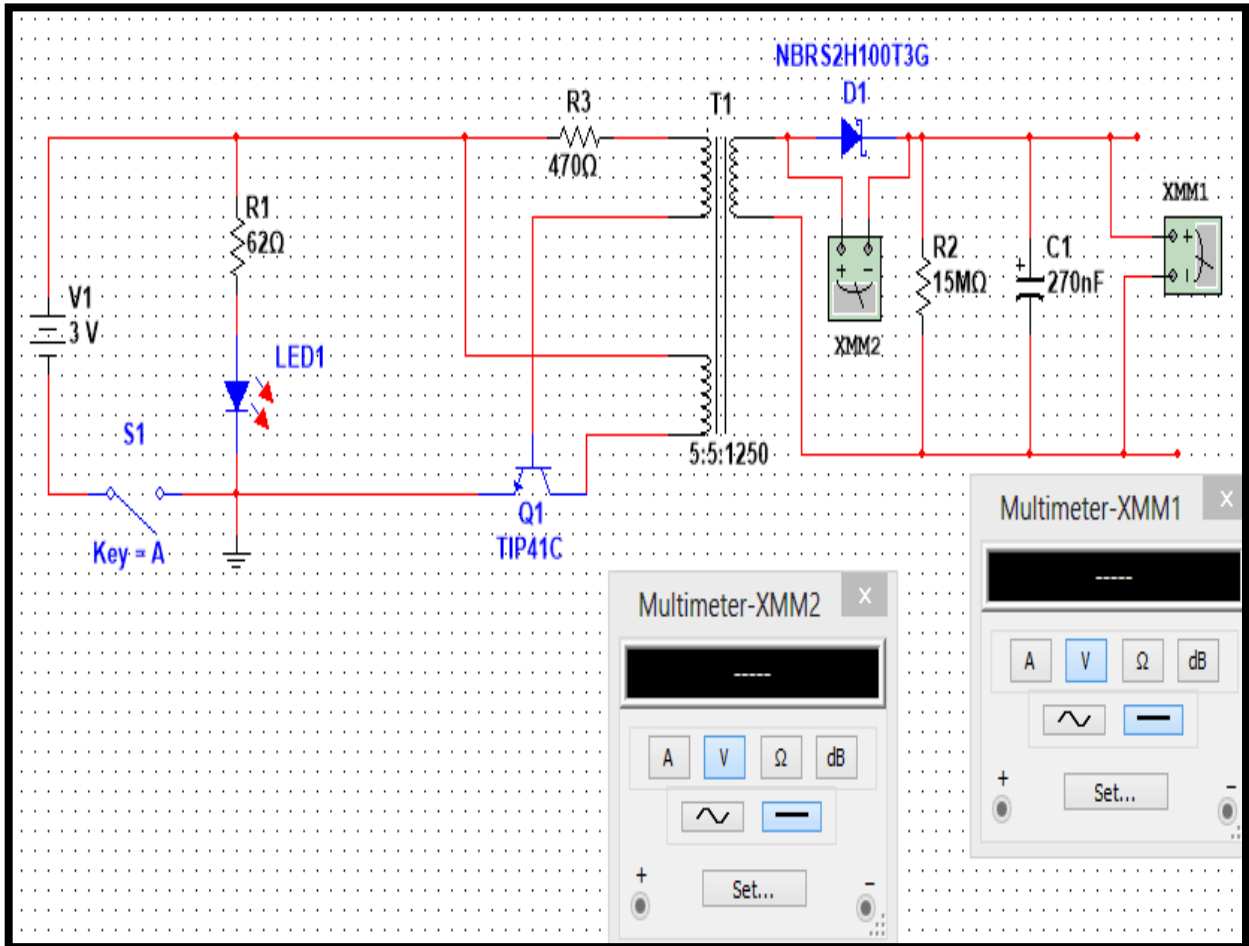 NBRS2H100T3G
D1
R3
470Ω
T1
R1
62Ω
V1
3 V
LED1
S1
Key = A
Q1
TIP41C
5:5:1250
+ -
XMM2
R2
15MΩ
+
C1
270nF
XMM1
+
-
Multimeter-XMM2
x
-----
A V Ω dB
+
Set...
-
Multimeter-XMM1
x
-----
A V Ω dB
+
Set...
-